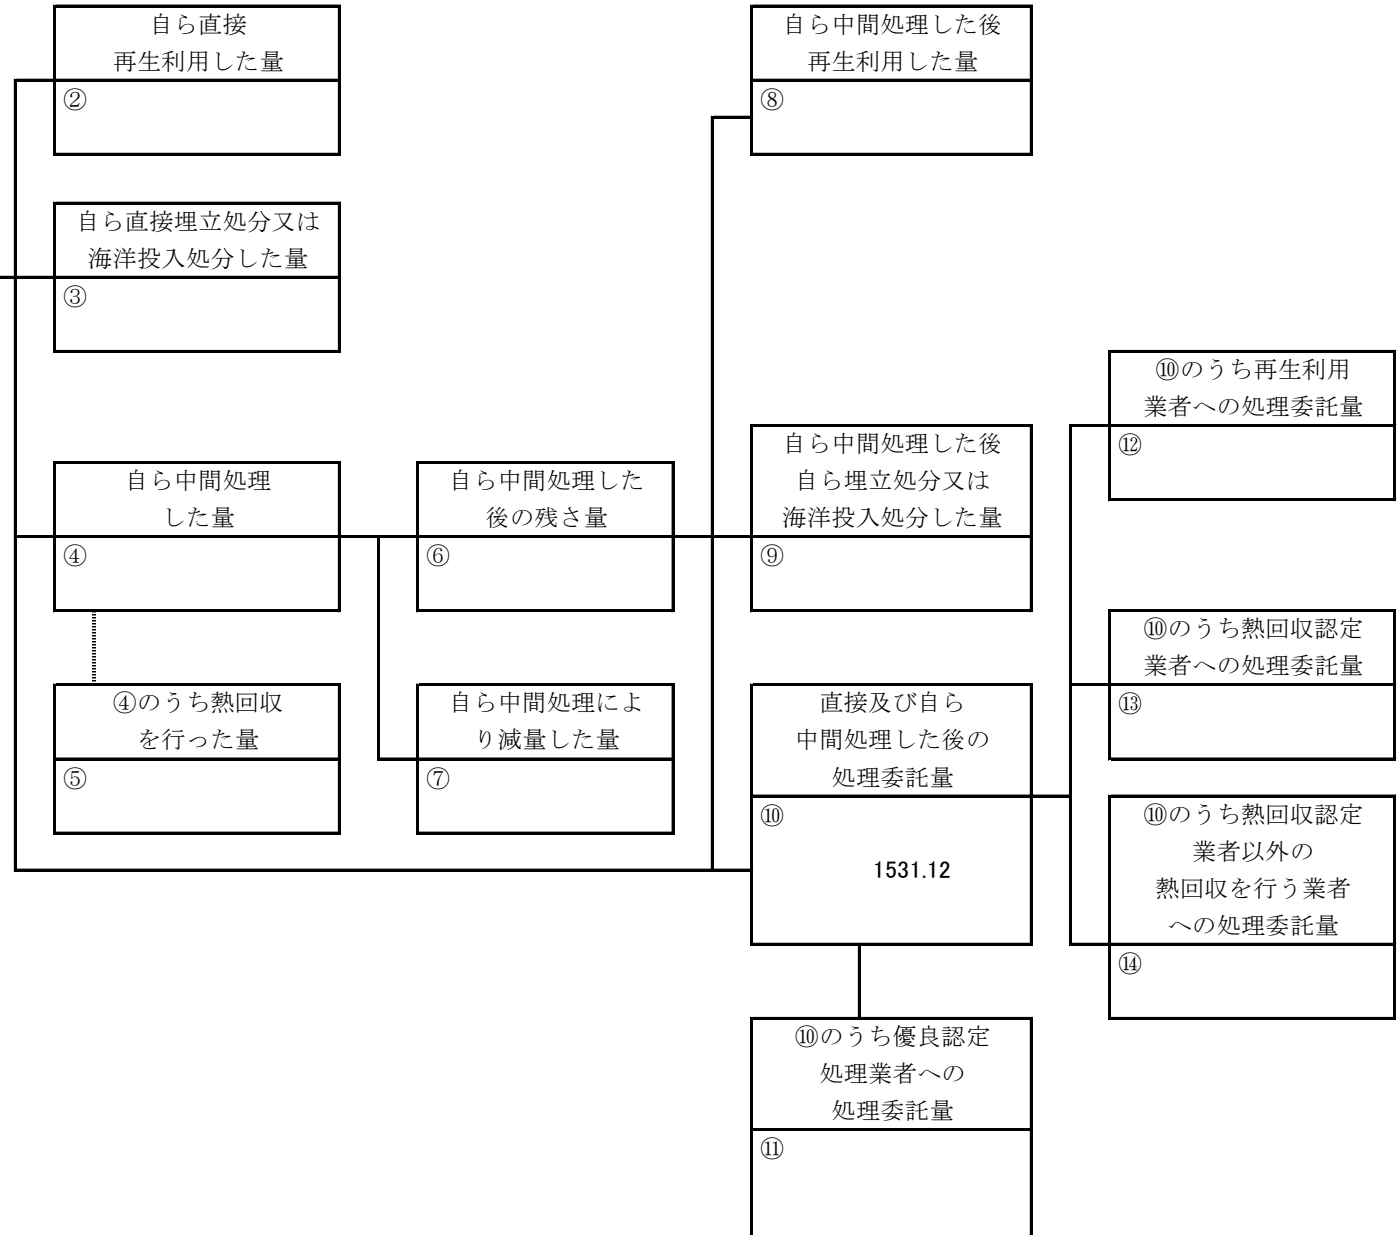 自ら直接
再生利用した量
②
自ら直接埋立処分又は
海洋投入処分した量
③
自ら中間処理
した量
④
④のうち熱回収
を行った量
⑤
自ら中間処理した
後の残さ量
⑥
自ら中間処理によ
り減量した量
⑦
自ら中間処理した後
再生利用した量
⑧
自ら中間処理した後
自ら埋立処分又は
海洋投入処分した量
⑨
直接及び自ら
中間処理した後の
処理委託量
⑩
1531.12
⑩のうち優良認定
処理業者への
処理委託量
⑪
⑩のうち再生利用
業者への処理委託量
⑫
⑩のうち熱回収認定
業者への処理委託量
⑬
⑩のうち熱回収認定
業者以外の
熱回収を行う業者
への処理委託量
⑭